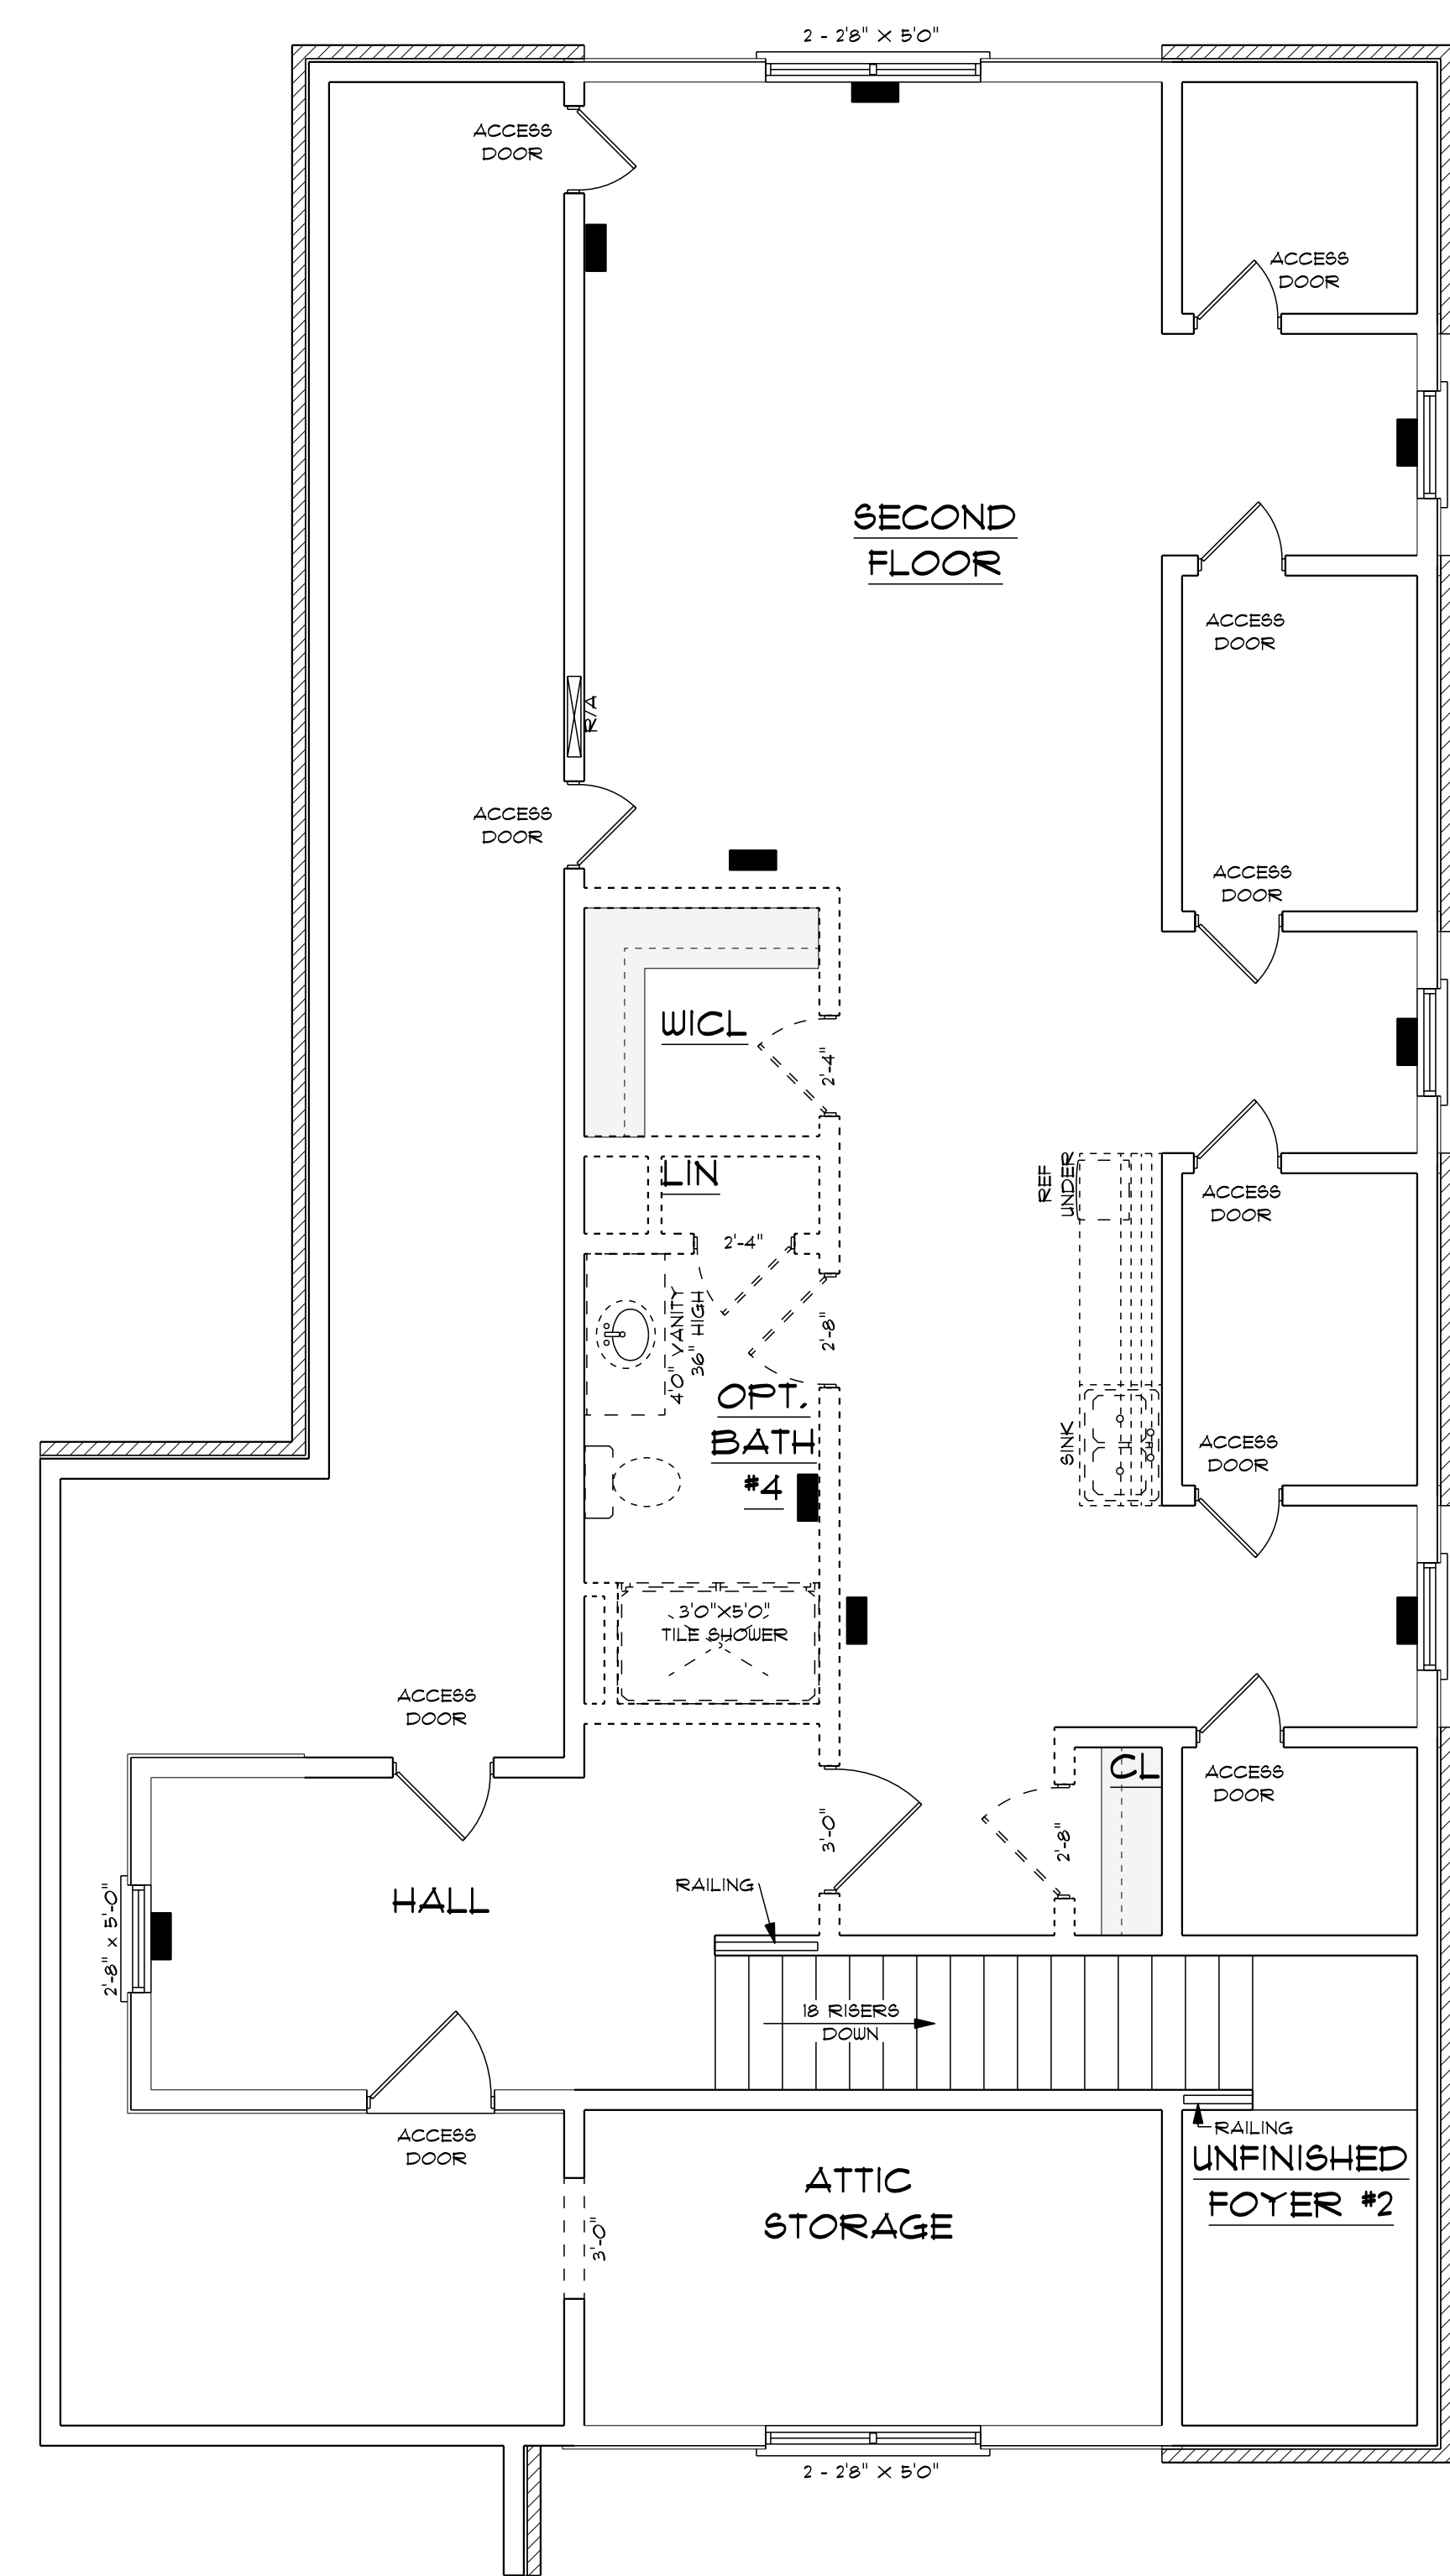 2 - 2'8" X 5'0"
ACCESS
DOOR
ACCESS
DOOR
SECOND
FLOOR
ACCESS
DOOR
R/A
ACCESS
DOOR
ACCESS
DOOR
WICL
2'-4"
LIN
REF
UNDER
ACCESS
DOOR
2'-4"
4'0" VANITY
36" HIGH
2'-8"
OPT.
BATH
#4
SINK
ACCESS
DOOR
3'0"X5'0"
TILE SHOWER
ACCESS
DOOR
CL
ACCESS
DOOR
3'-0"
2'-8"
RAILING
HALL
2'-8" x 5'-0"
18 RISERS
DOWN
ACCESS
DOOR
RAILING
UNFINISHED
FOYER #2
ATTIC
STORAGE
3'-0"
2 - 2'8" X 5'0"